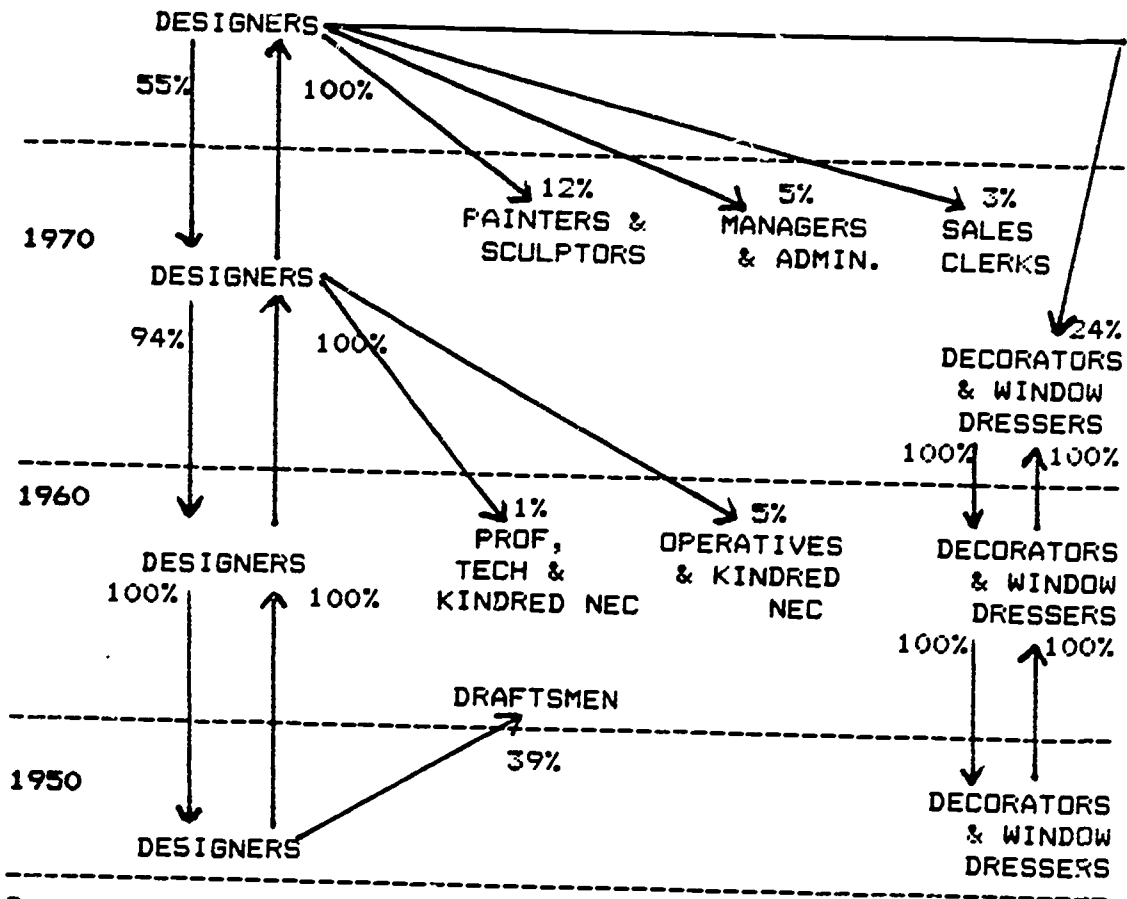 DESIGNERS
55%
100%
12%
5%
3%
PAINTERS &
MANAGERS
SALES
1970
SCULPTORS
& ADMIN.
CLERKS
DESIGNERS
94%
100%
24%
DECORATORS
& WINDOW
DRESSERS
100%
100%
1960
1%
5%
PROF,
OPERATIVES
DECORATORS
DESIGNERS
TECH &
& KINDRED
& WINDOW
100%
100%
KINDRED NEC
NEC
DRESSERS
100%
100%
DRAFTSMEN
39%
1950
DECORATORS
DESIGNERS
& WINDOW
DRESSERS